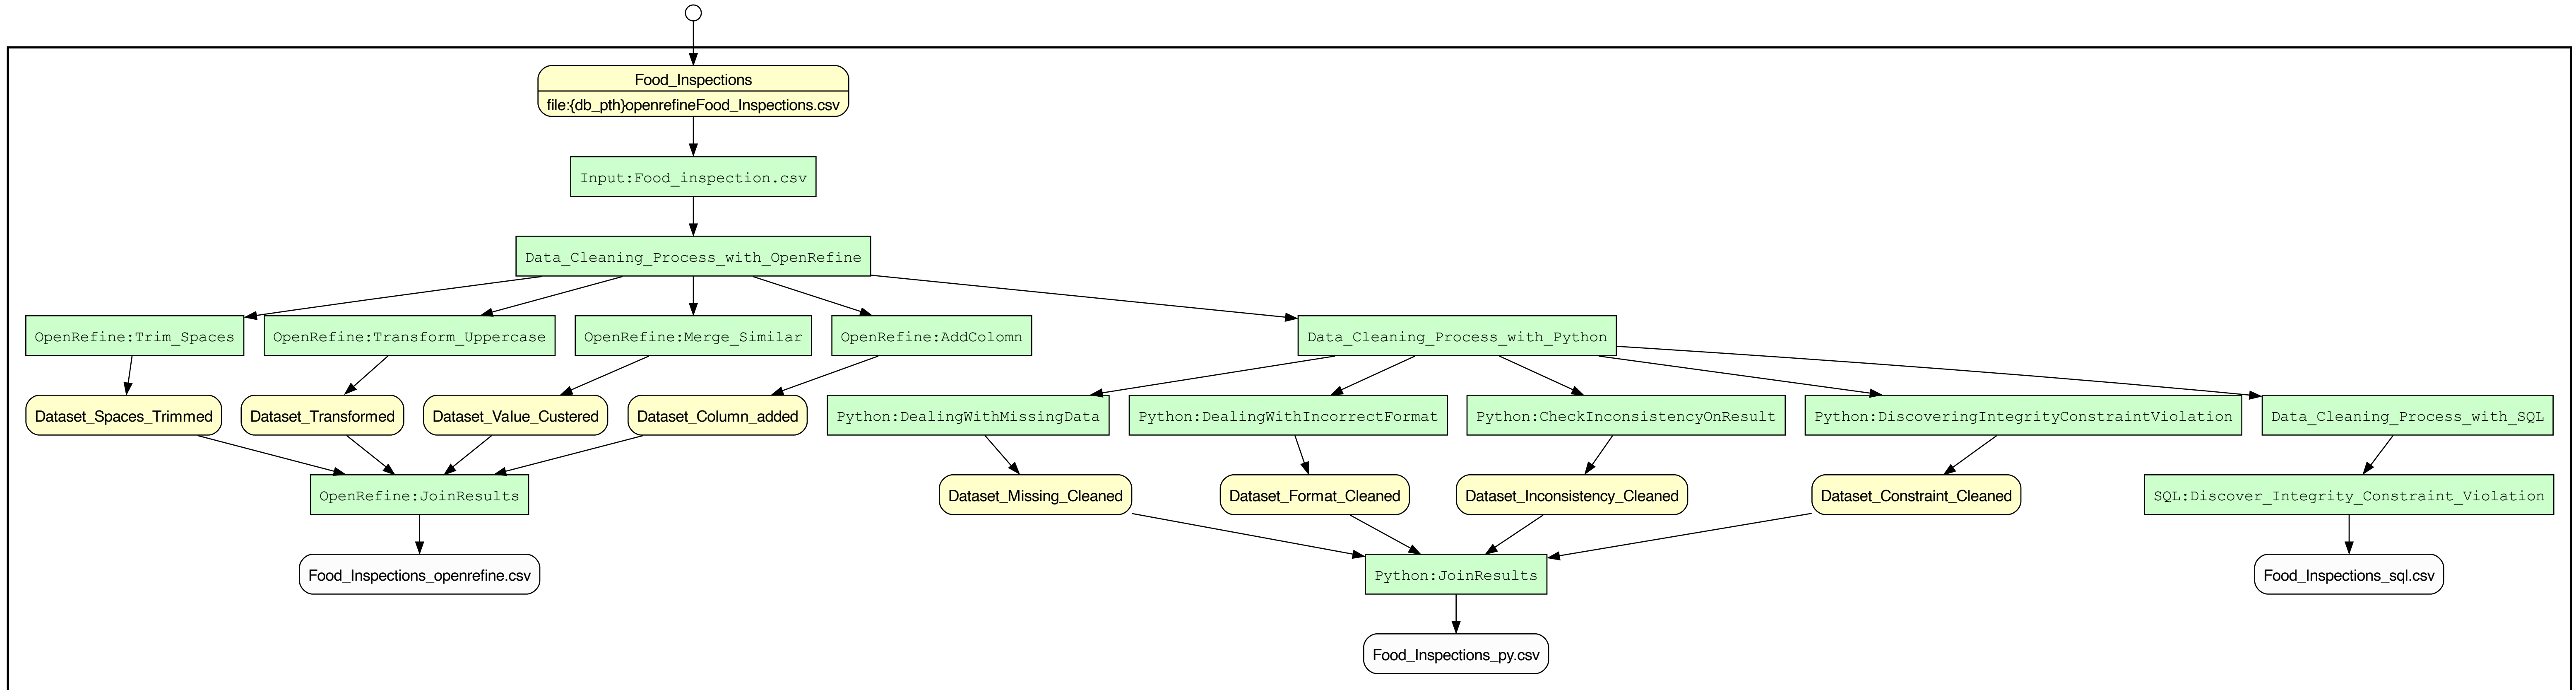 Food_Inspections
file:{db_pth}openrefineFood_Inspections.csv
Input:Food_inspection.csv
Data_Cleaning_Process_with_OpenRefine
OpenRefine:Trim_Spaces
OpenRefine:Transform_Uppercase
OpenRefine:Merge_Similar
OpenRefine:AddColomn
Data_Cleaning_Process_with_Python
Dataset_Spaces_Trimmed
Dataset_Transformed
Dataset_Value_Custered
Dataset_Column_added
Python:DealingWithMissingData
Python:DealingWithIncorrectFormat
Python:CheckInconsistencyOnResult
Python:DiscoveringIntegrityConstraintViolation
Data_Cleaning_Process_with_SQL
OpenRefine:JoinResults
Dataset_Missing_Cleaned
Dataset_Format_Cleaned
Dataset_Inconsistency_Cleaned
Dataset_Constraint_Cleaned
SQL:Discover_Integrity_Constraint_Violation
Food_Inspections_openrefine.csv
Python:JoinResults
Food_Inspections_sql.csv
Food_Inspections_py.csv